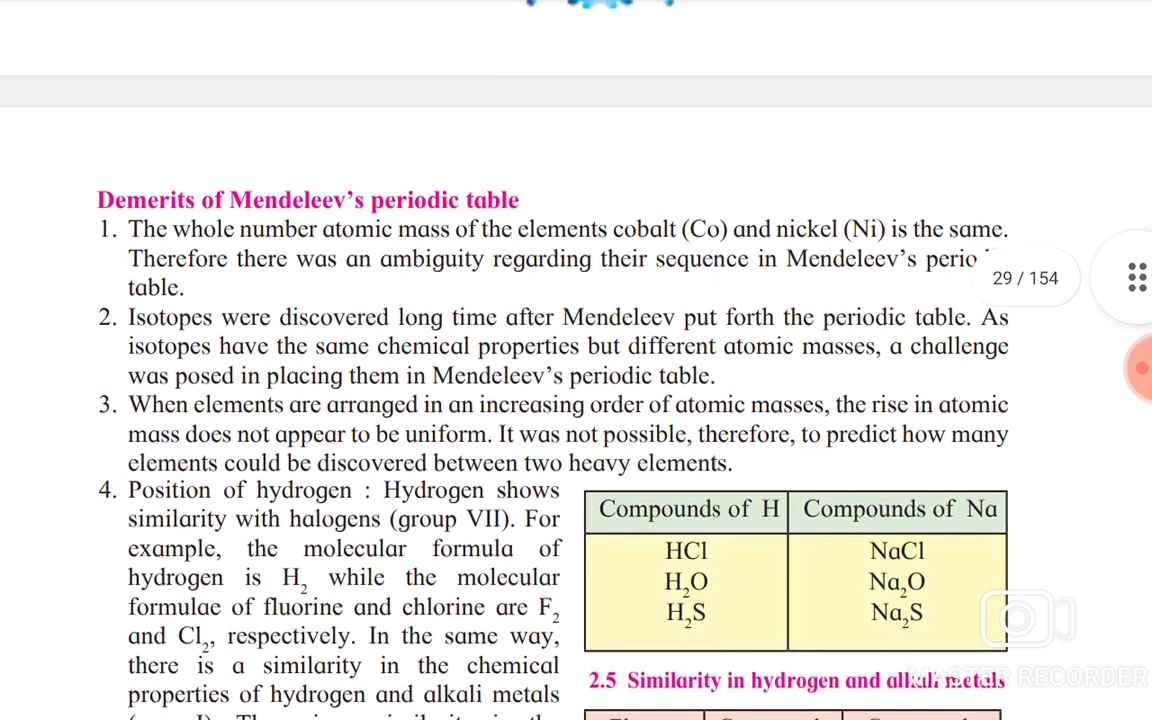 Demerits of Mendeleev’s periodic table
1. The whole number atomic mass of the elements cobalt (Co) and nickel (Ni) is the same.
Therefore there was an ambiguity regarding their sequence in Mendeleev’s perio
29 / 154
table.
2. Isotopes were discovered long time after Mendeleev put forth the periodic table. As
isotopes have the same chemical properties but different atomic masses, a challenge
was posed in placing them in Mendeleev’s periodic table.
3. When elements are arranged in an increasing order of atomic masses, the rise in atomic
mass does not appear to be uniform. It was not possible, therefore, to predict how many
elements could be discovered between two heavy elements.
4. Position of hydrogen : Hydrogen shows
similarity with halogens (group VII). For
example, the molecular formula of
hydrogen is H₂ while the molecular
formulae of fluorine and chlorine are F₂
and Cl₂, respectively. In the same way,
there is a similarity in the chemical
properties of hydrogen and alkali metals
Compounds of H Compounds of Na
HCl NaCl
H₂O Na₂O
H₂S Na₂S
2.5 Similarity in hydrogen and alkali metals
MASTER RECORDER